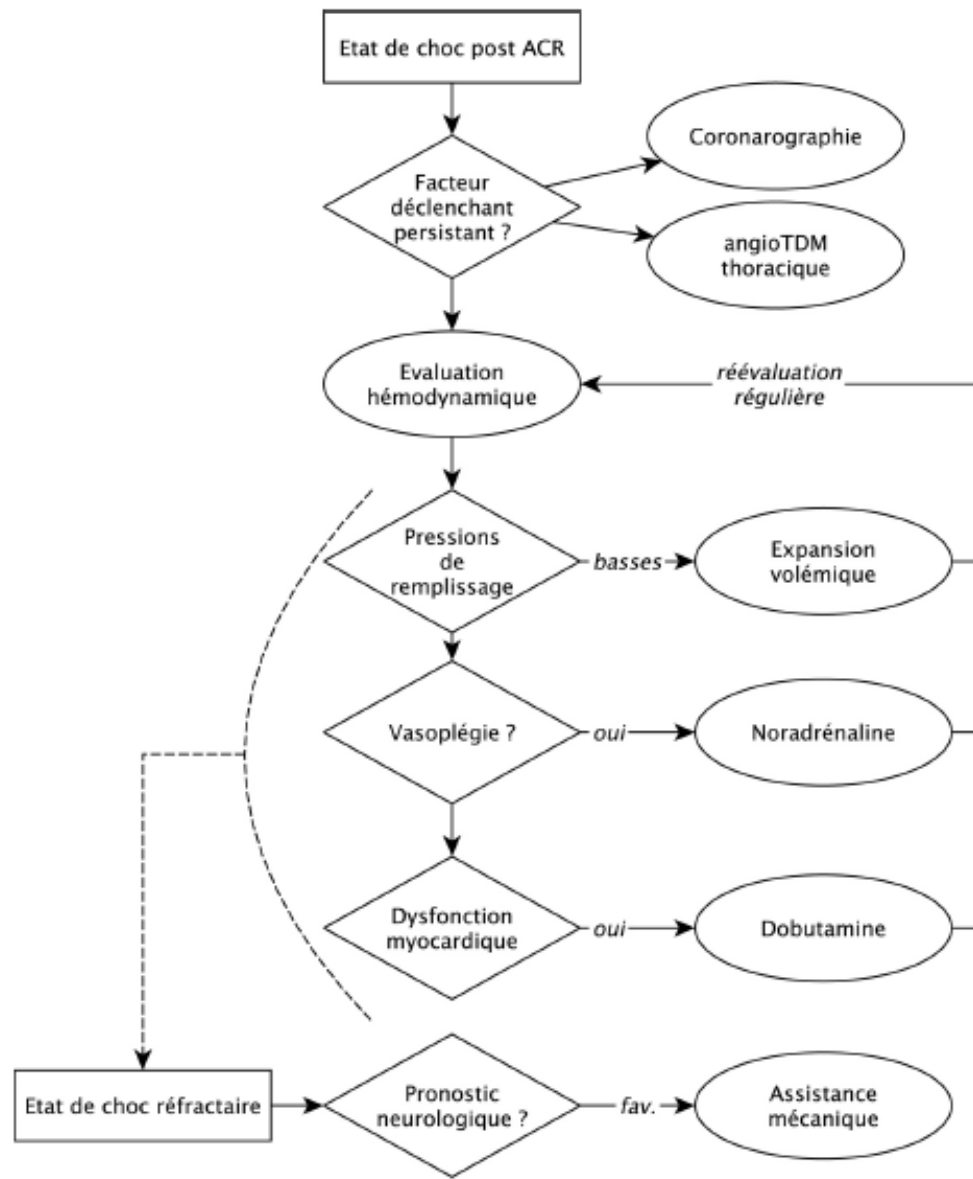 Etat de choc post ACR
Coronarographie
Facteur
déclenchant
persistant ?
angioTDM
thoracique
Evaluation
hémodynamique
réévaluation
régulière
Pressions
de
remplissage
basses
Expansion
volémique
Vasoplégie ?
oui
Noradrénaline
Dysfonction
myocardique
oui
Dobutamine
Etat de choc réfractaire
Pronostic
neurologique ?
fav.
Assistance
mécanique